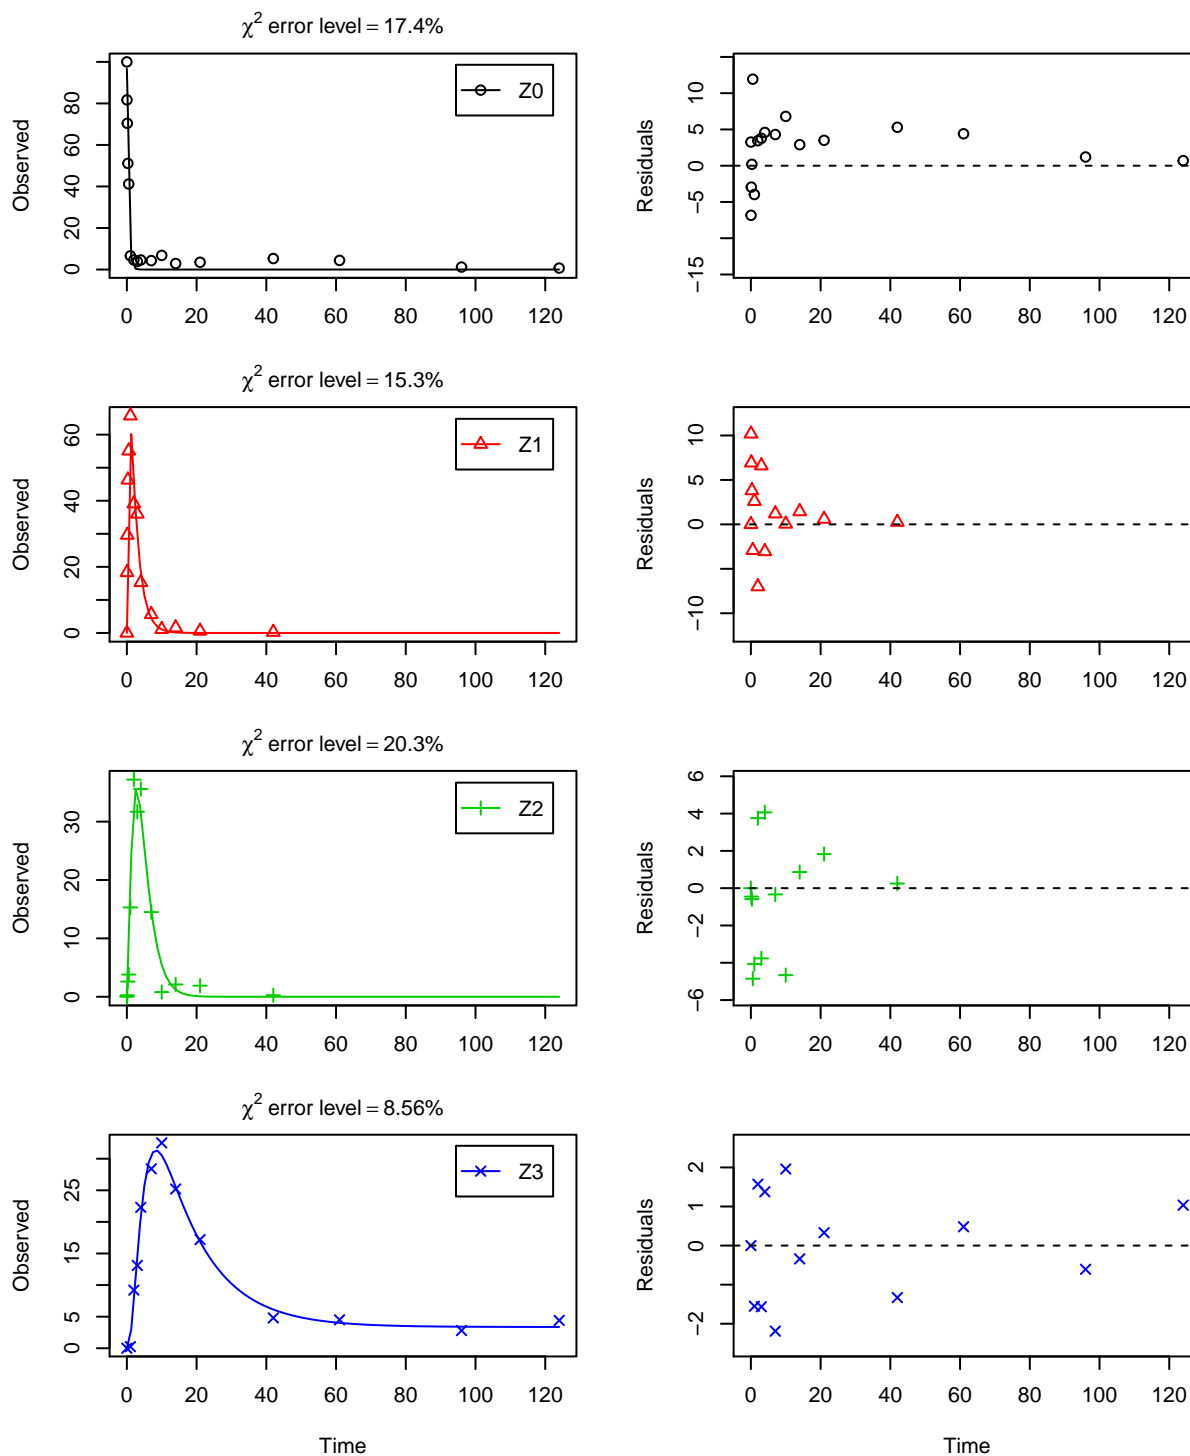 χ² error level = 17.4%
Observed
0 20 40 60 80
0 20 40 60 80 100 120
Z0
Residuals
−15 −5 0 5 10
0 20 40 60 80 100 120
χ² error level = 15.3%
Observed
0 20 40 60
0 20 40 60 80 100 120
Z1
Residuals
−10 0 5 10
0 20 40 60 80 100 120
χ² error level = 20.3%
Observed
0 10 20 30
0 20 40 60 80 100 120
Z2
Residuals
−6 −2 0 2 4 6
0 20 40 60 80 100 120
χ² error level = 8.56%
Observed
0 5 15 25
0 20 40 60 80 100 120
Z3
Time
Residuals
−2 0 1 2
0 20 40 60 80 100 120
Time